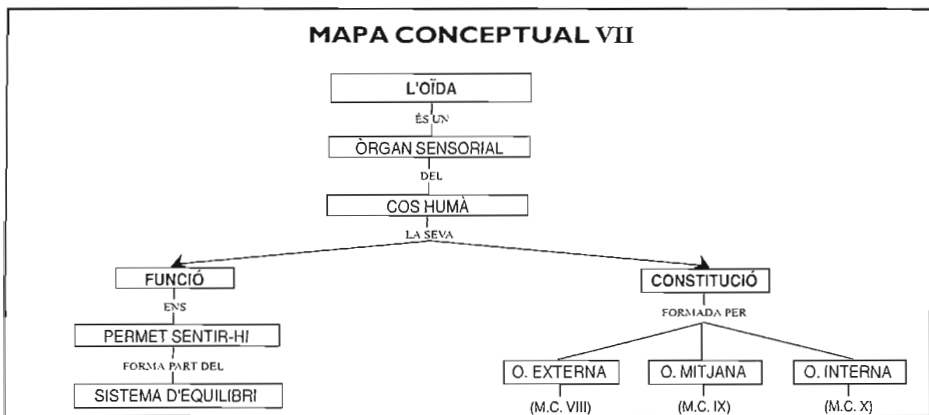 MAPA CONCEPTUAL VII
L'OÏDA
ÉS UN
ÒRGAN SENSORIAL
DEL
COS HUMÀ
LA SEVA
FUNCIÓ
ENS
PERMET SENTIR-HI
FORMA PART DEL
SISTEMA D'EQUILIBRI
CONSTITUCIÓ
FORMADA PER
O. EXTERNA
O. MITJANA
O. INTERNA
(M.C. VIII)
(M.C. IX)
(M.C. X)